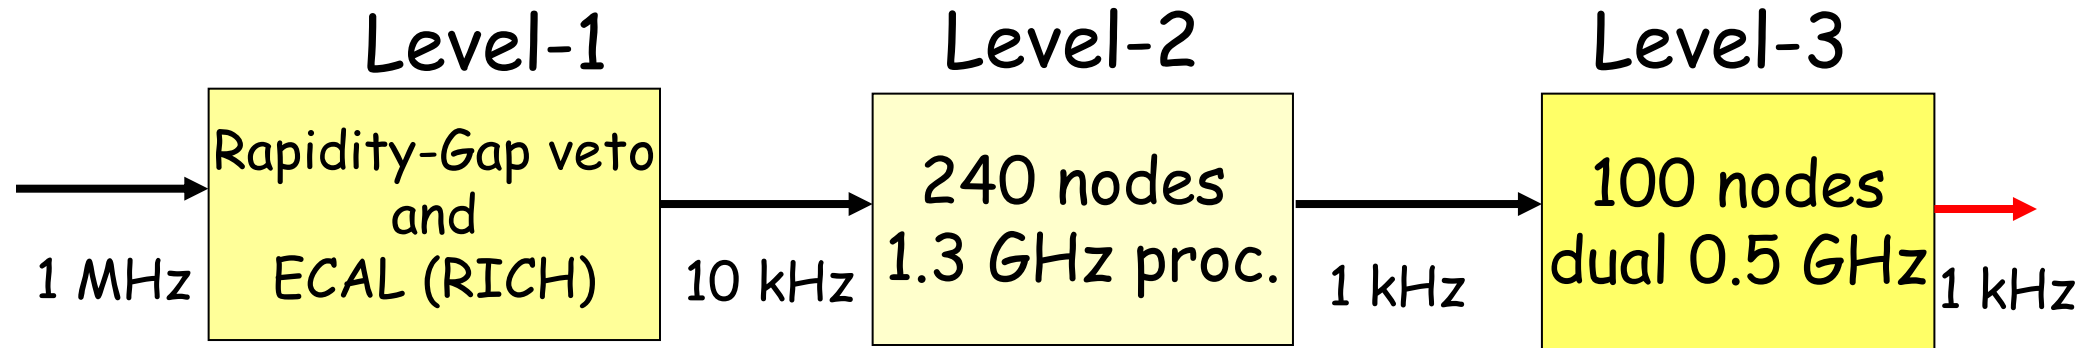 Level-1
Level-2
Level-3
Rapidity-Gap veto
and
ECAL (RICH)
240 nodes
1.3 GHz proc.
100 nodes
dual 0.5 GHz
1 MHz
10 kHz
1 kHz
1 kHz